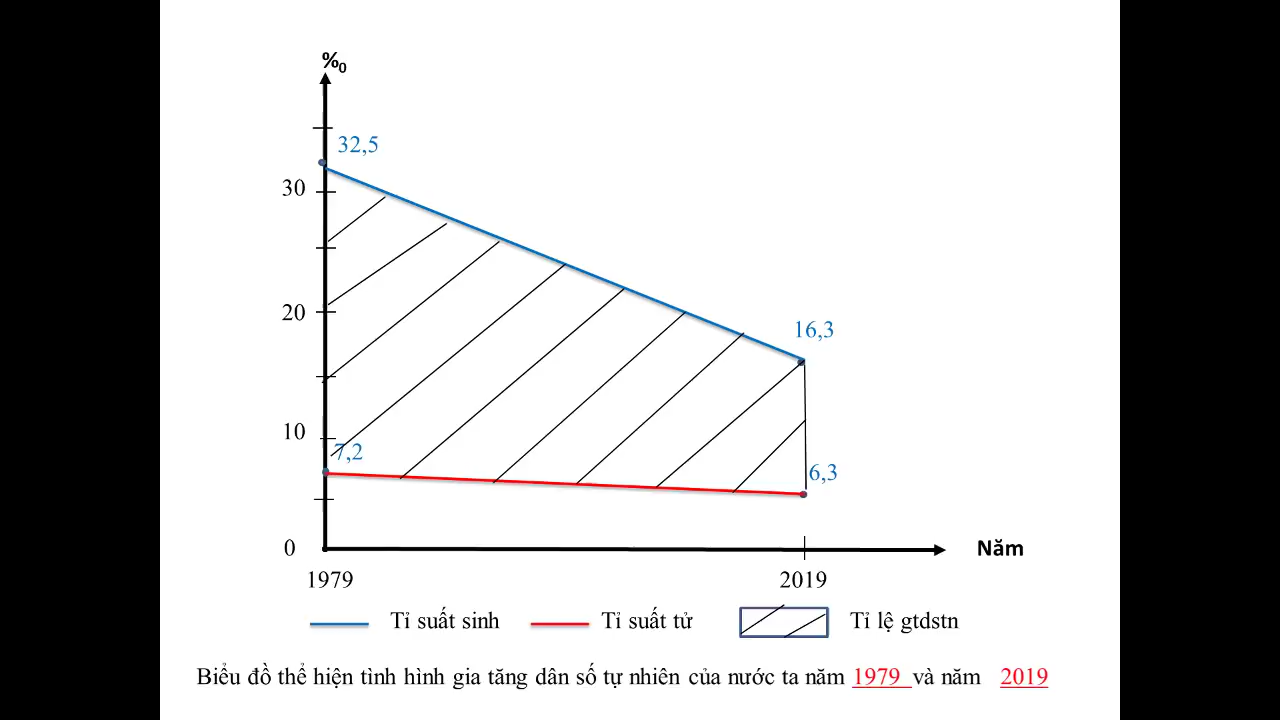 %₀
32,5
30
20
16,3
10
7,2
6,3
0
Năm
1979
2019
Tỉ suất sinh
Tỉ suất tử
Tỉ lệ gtdstn
Biểu đồ thể hiện tình hình gia tăng dân số tự nhiên của nước ta năm 1979 và năm 2019